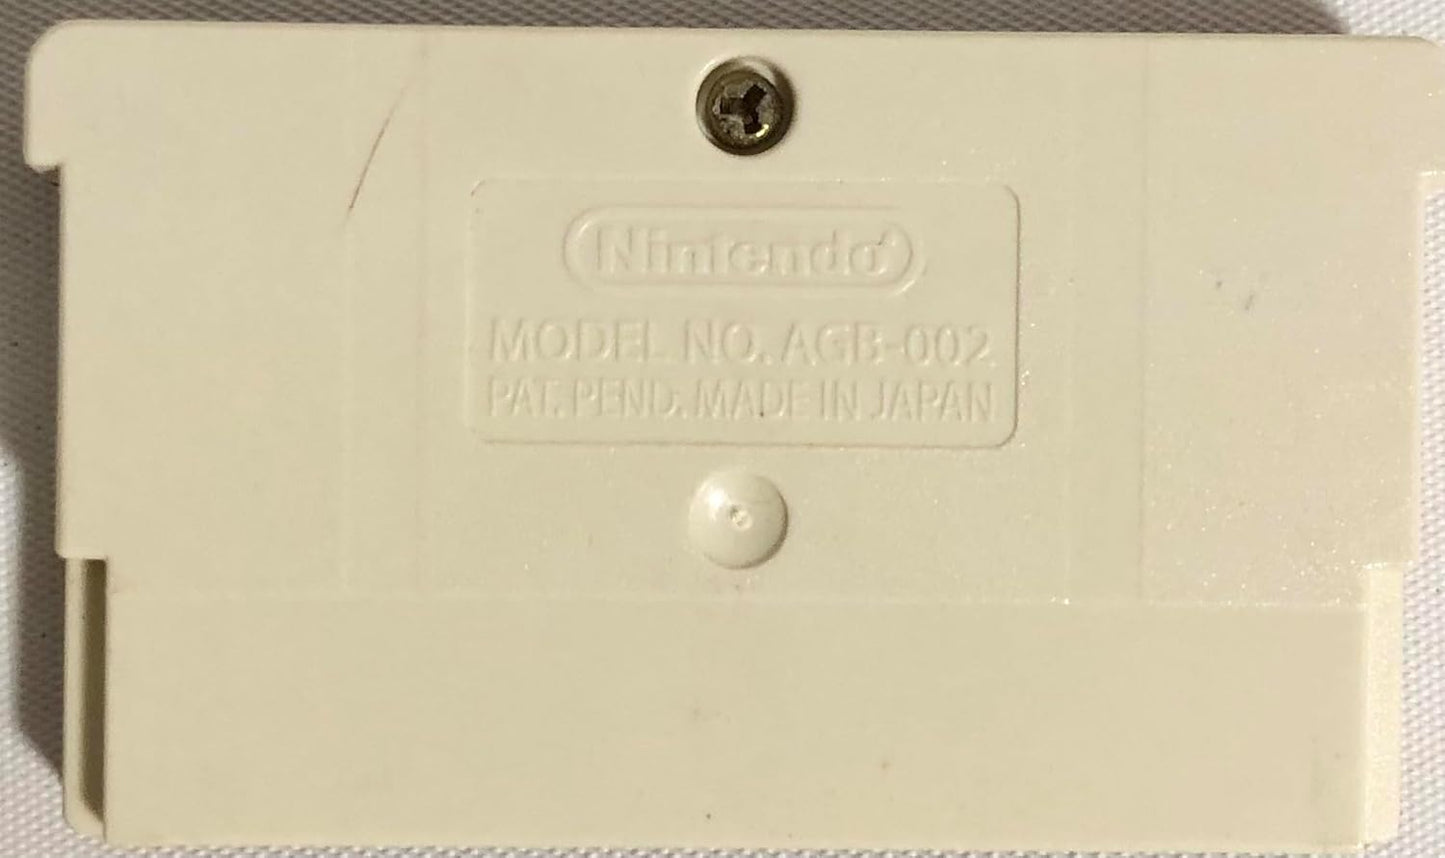 Nintendo
MODEL NO. AGB-002
PAT. PEND. MADE IN JAPAN